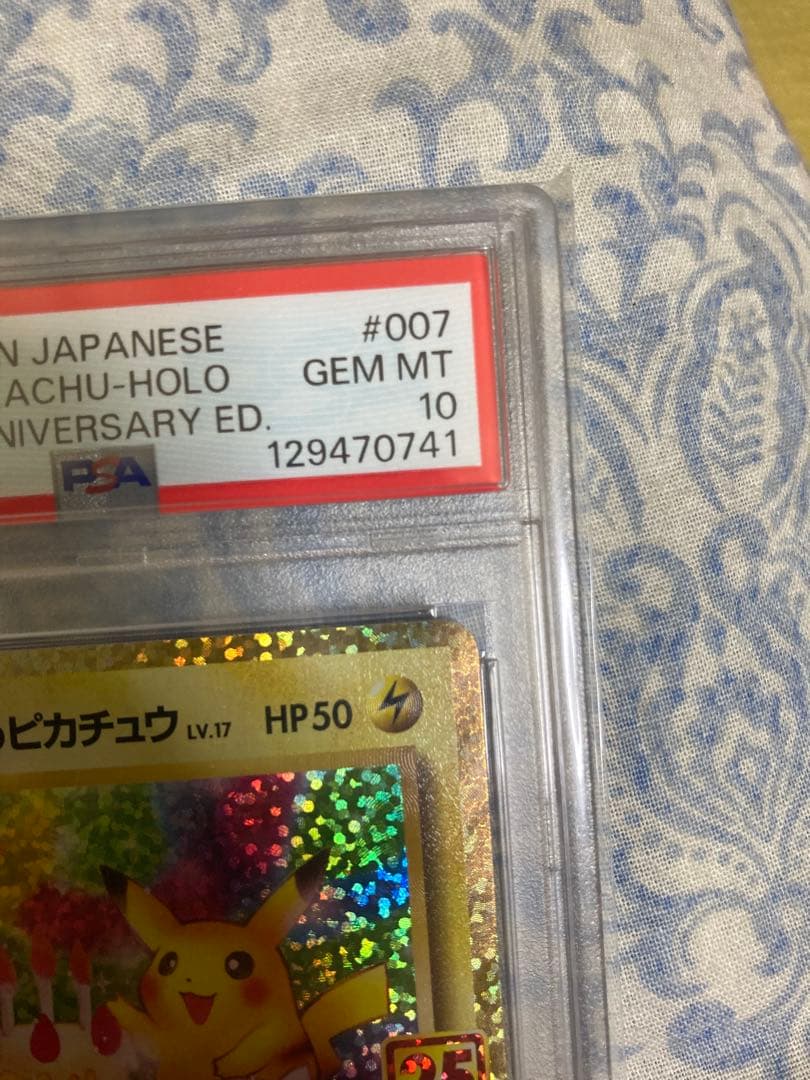 N JAPANESE #007
ACHU-HOLO GEM MT
NIVERSARY ED. 10
129470741
PSA
ピカチュウ LV.17 HP50
25